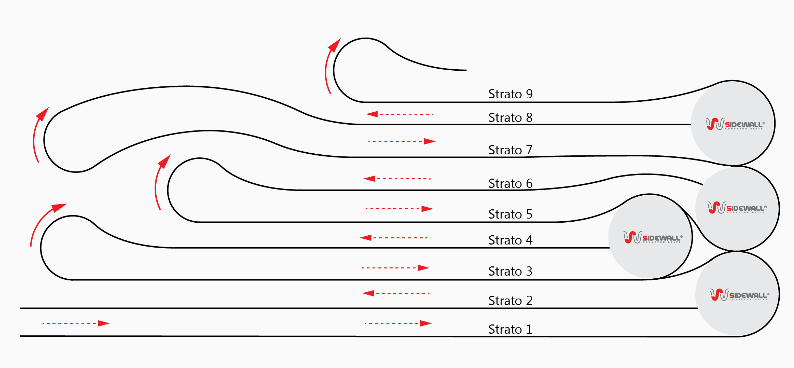 Strato 9
Strato 8
SIDEWALL
Strato 7
Strato 6
SIDEWALL
Strato 5
Strato 4
SIDEWALL
Strato 3
Strato 2
SIDEWALL
Strato 1